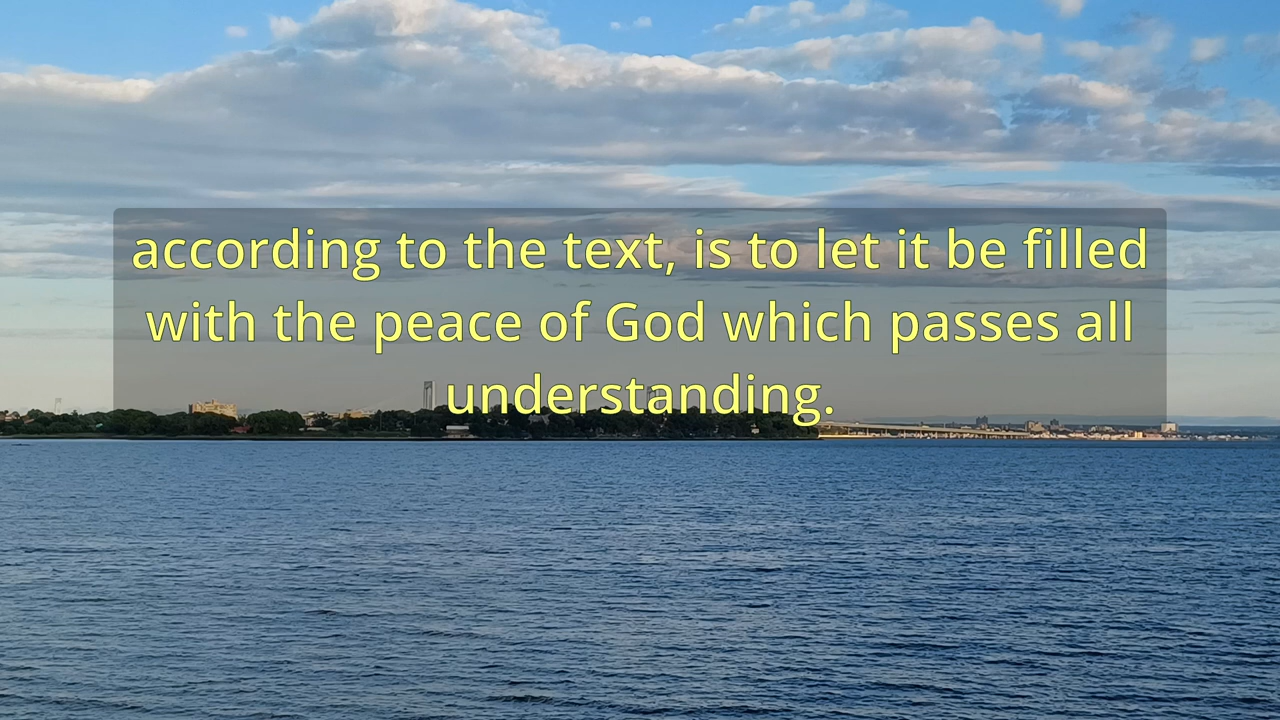 according to the text, is to let it be filled
with the peace of God which passes all
understanding.